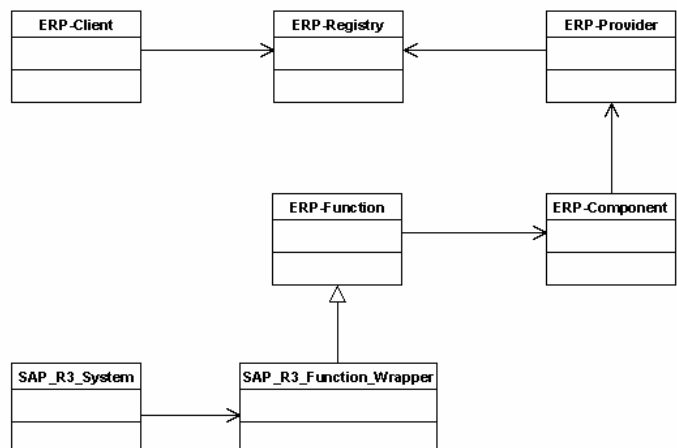 ERP-Client
ERP-Registry
ERP-Provider
ERP-Function
ERP-Component
SAP_R3_System
SAP_R3_Function_Wrapper